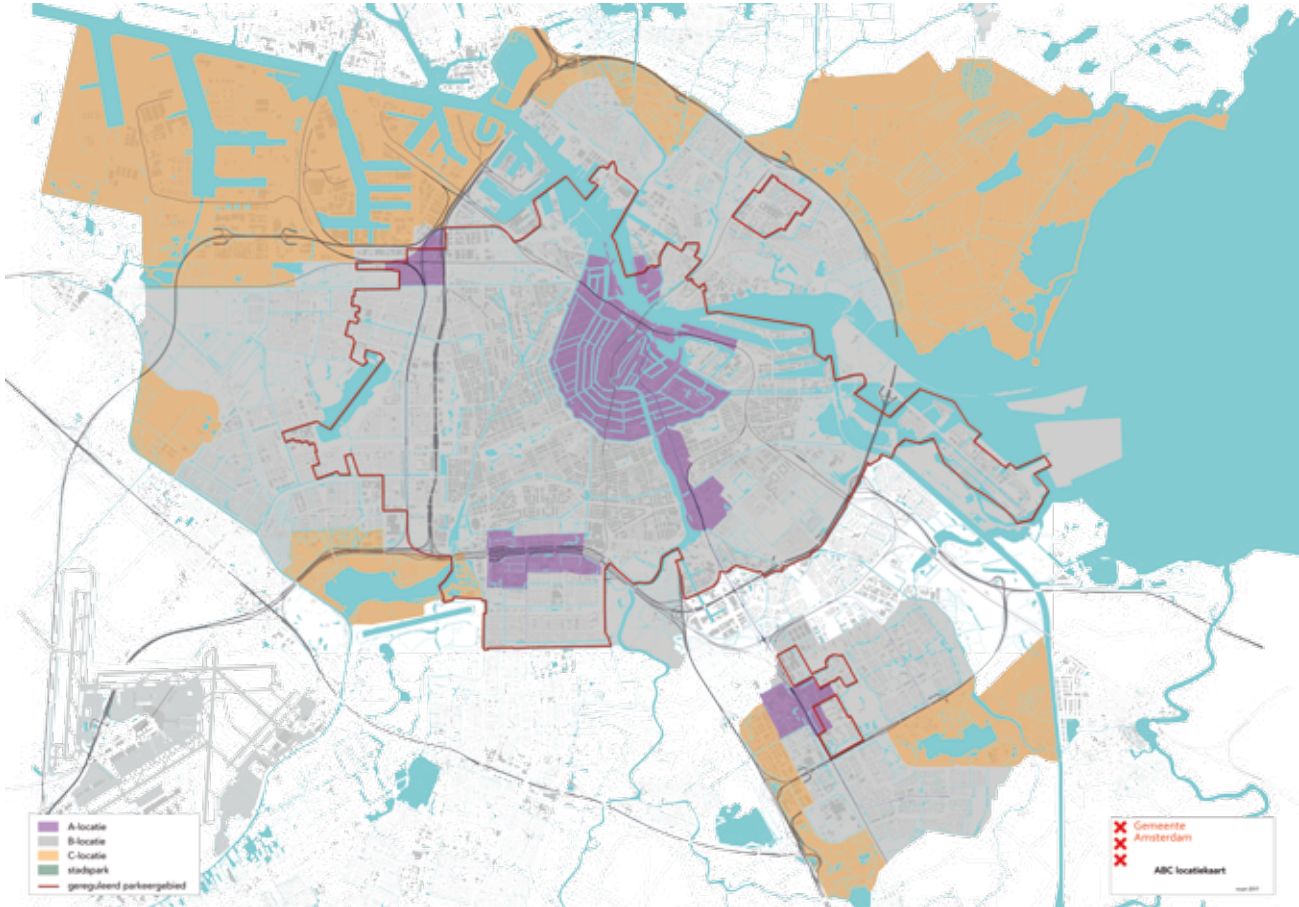 A-locatie
B-locatie
C-locatie
stadspark
gereguleerd parkeergebied
Gemeente
Amsterdam
ABC locatiekaart